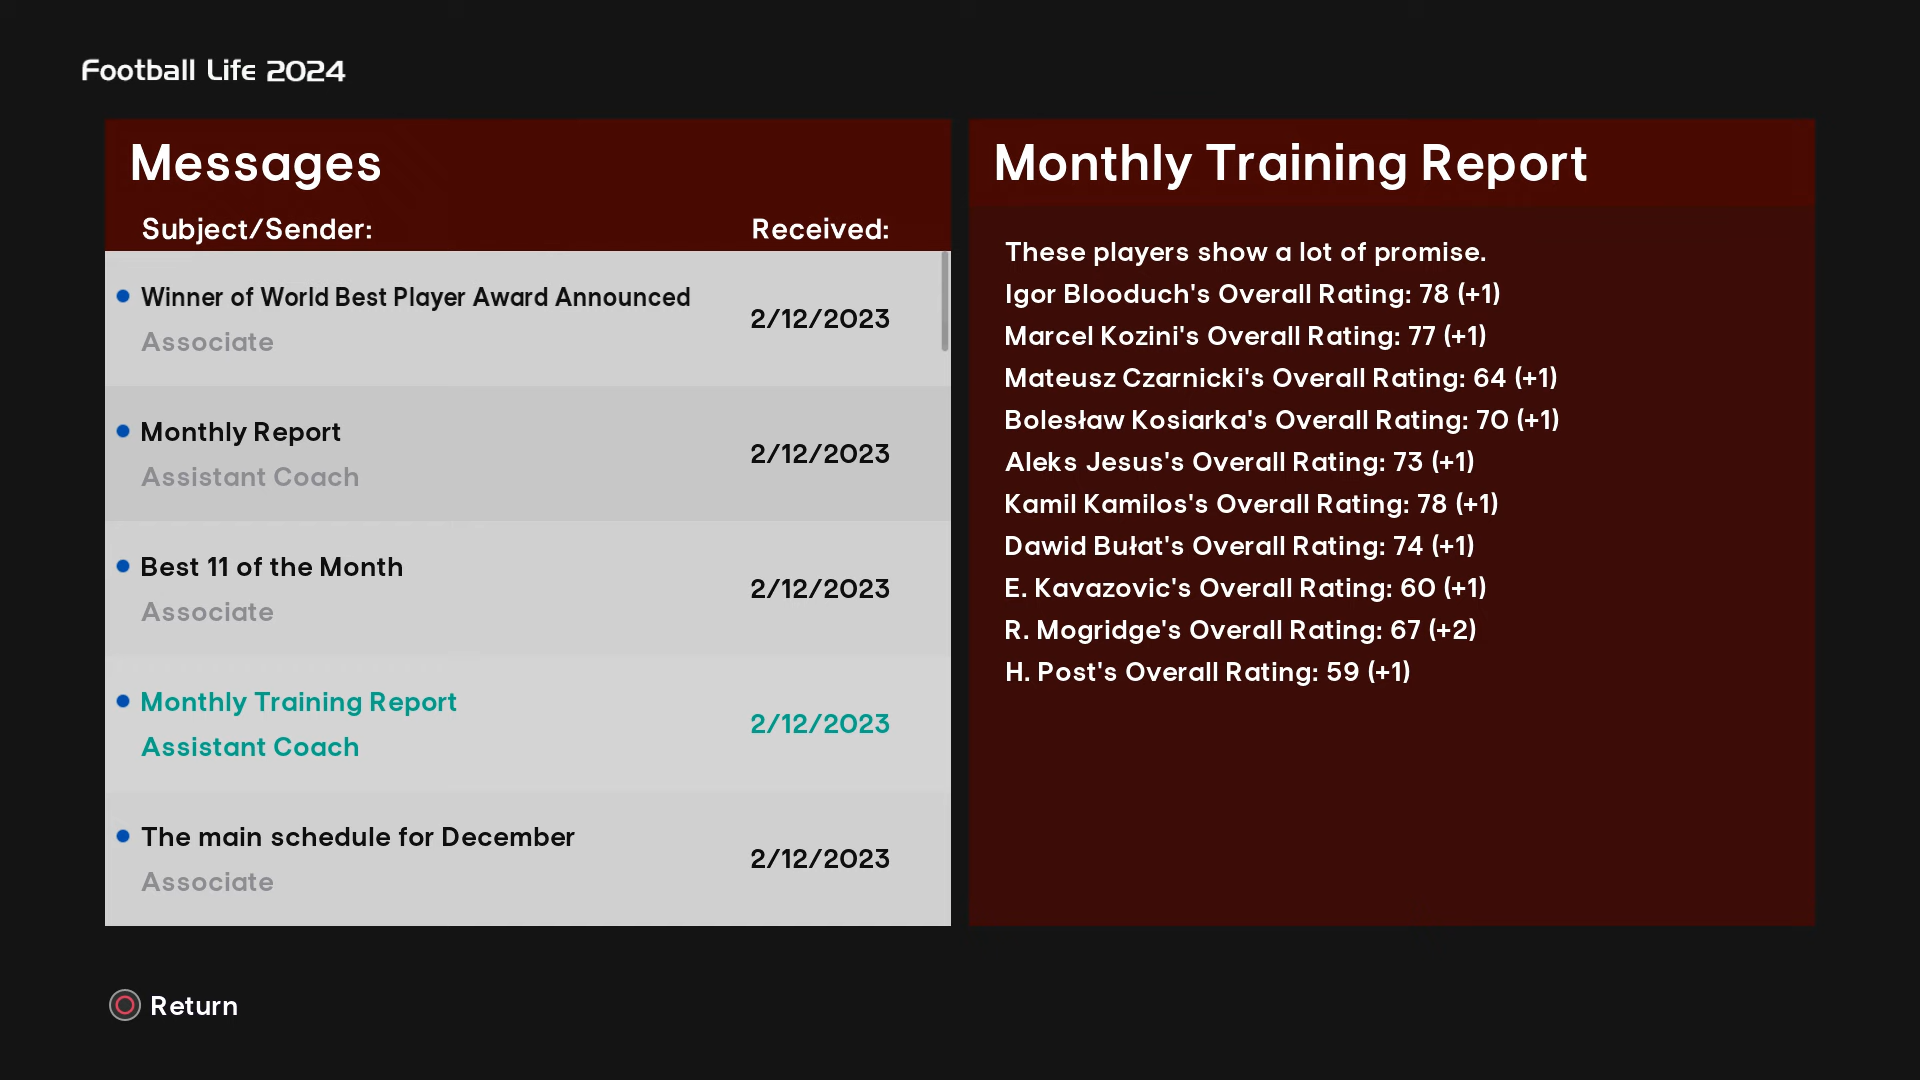 Football Life 2024
Messages
Subject/Sender: Received:
Winner of World Best Player Award Announced
Associate
2/12/2023
Monthly Report
Assistant Coach
2/12/2023
Best 11 of the Month
Associate
2/12/2023
Monthly Training Report
Assistant Coach
2/12/2023
The main schedule for December
Associate
2/12/2023
Monthly Training Report
These players show a lot of promise.
Igor Blooduch's Overall Rating: 78 (+1)
Marcel Kozini's Overall Rating: 77 (+1)
Mateusz Czarnicki's Overall Rating: 64 (+1)
Bolesław Kosiarka's Overall Rating: 70 (+1)
Aleks Jesus's Overall Rating: 73 (+1)
Kamil Kamilos's Overall Rating: 78 (+1)
Dawid Bułat's Overall Rating: 74 (+1)
E. Kavazovic's Overall Rating: 60 (+1)
R. Mogridge's Overall Rating: 67 (+2)
H. Post's Overall Rating: 59 (+1)
Return